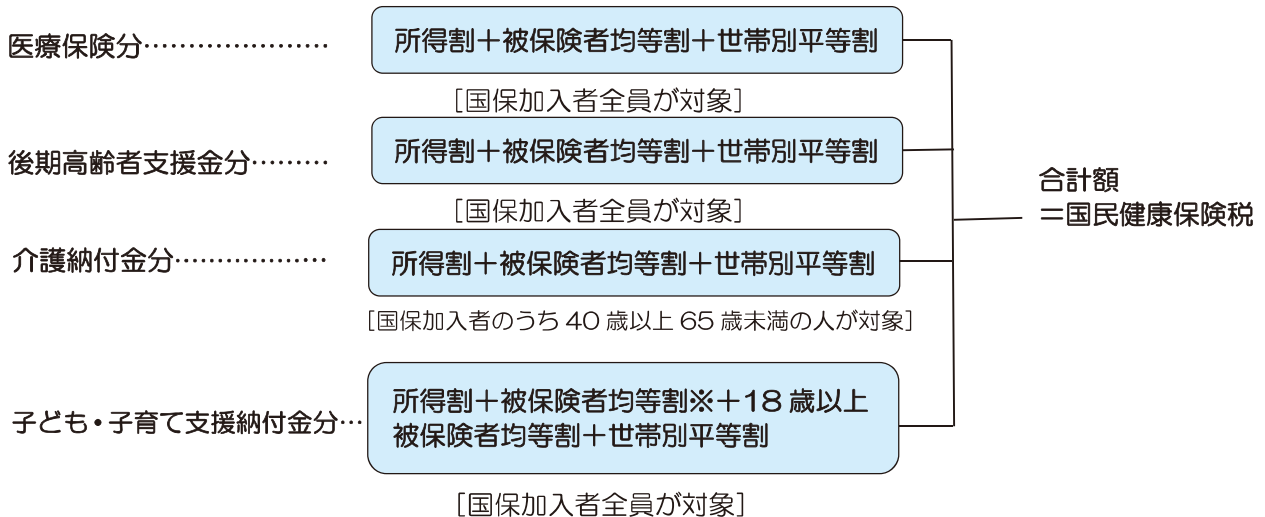 医療保険分…………………
所得割＋被保険者均等割＋世帯別平等割
［国保加入者全員が対象］
後期高齢者支援金分………
所得割＋被保険者均等割＋世帯別平等割
［国保加入者全員が対象］
介護納付金分………………
所得割＋被保険者均等割＋世帯別平等割
［国保加入者のうち 40 歳以上 65 歳未満の人が対象］
子ども・子育て支援納付金分…
所得割＋被保険者均等割※＋18 歳以上
被保険者均等割＋世帯別平等割
［国保加入者全員が対象］
合計額
＝国民健康保険税